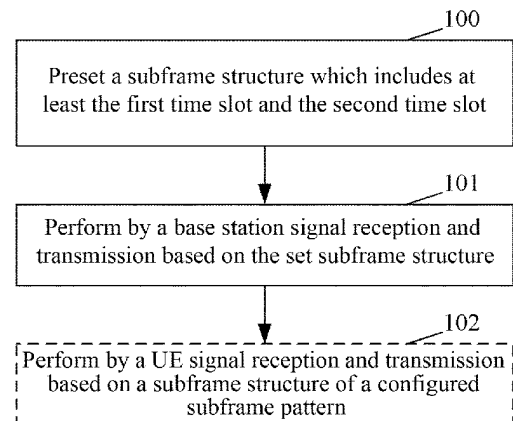 100
Preset a subframe structure which includes at
least the first time slot and the second time slot
101
Perform by a base station signal reception and
transmission based on the set subframe structure
102
Perform by a UE signal reception and transmission
based on a subframe structure of a configured
subframe pattern